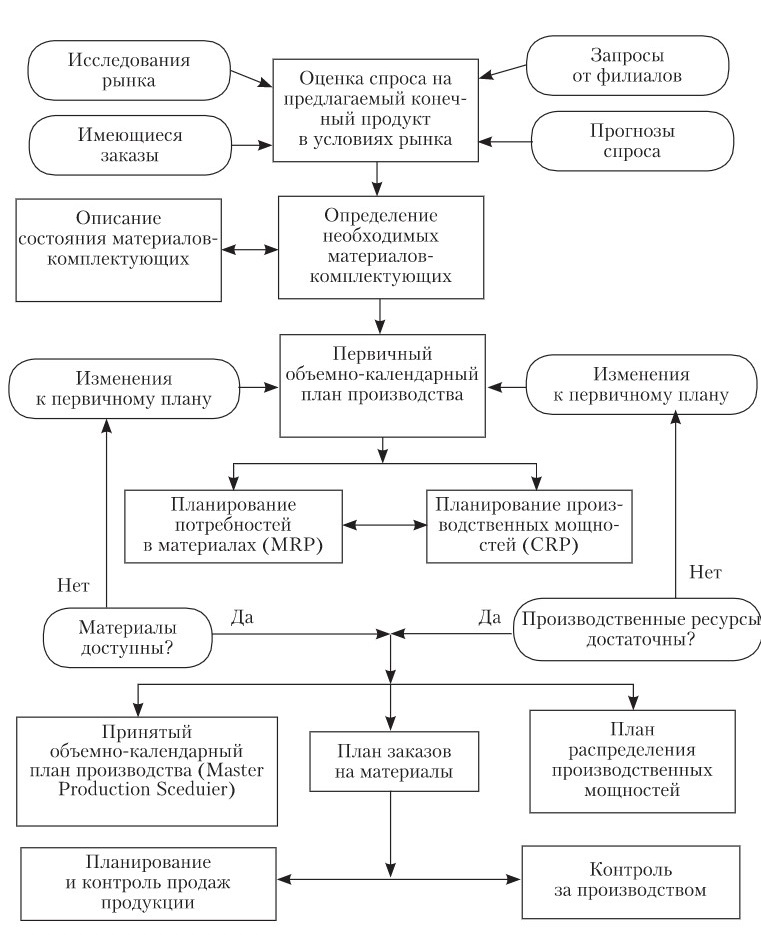 Исследования
рынка
Оценка спроса на
предлагаемый конеч-
ный продукт
в условиях рынка
Запросы
от филиалов
Имеющиеся
заказы
Прогнозы
спроса
Описание
состояния материалов-
комплектующих
Определение
необходимых
материалов-
комплектующих
Изменения
к первичному плану
Первичный
объемно-календарный
план производства
Изменения
к первичному плану
Планирование
потребностей
в материалах (MRP)
Планирование произ-
водственных мощно-
стей (CRP)
Нет
Нет
Материалы
доступны?
Да
Да
Производственные ресурсы
достаточны?
Принятый
объемно-календарный
план производства (Master
Production Sceduier)
План заказов
на материалы
План
распределения
производственных
мощностей
Планирование
и контроль продаж
продукции
Контроль
за производством